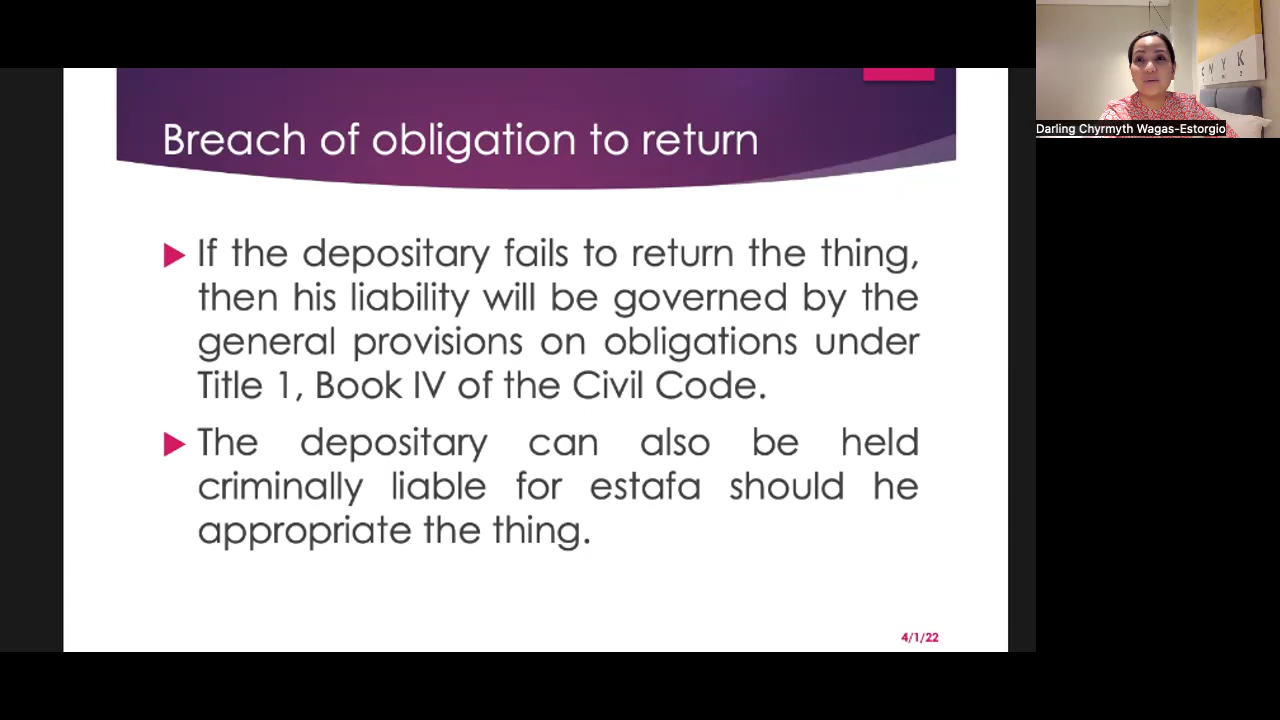 Breach of obligation to return
If the depositary fails to return the thing,
then his liability will be governed by the
general provisions on obligations under
Title 1, Book IV of the Civil Code.
The depositary can also be held
criminally liable for estafa should he
appropriate the thing.
4/1/22
Darling Chyrmyth Wagas-Estorgio